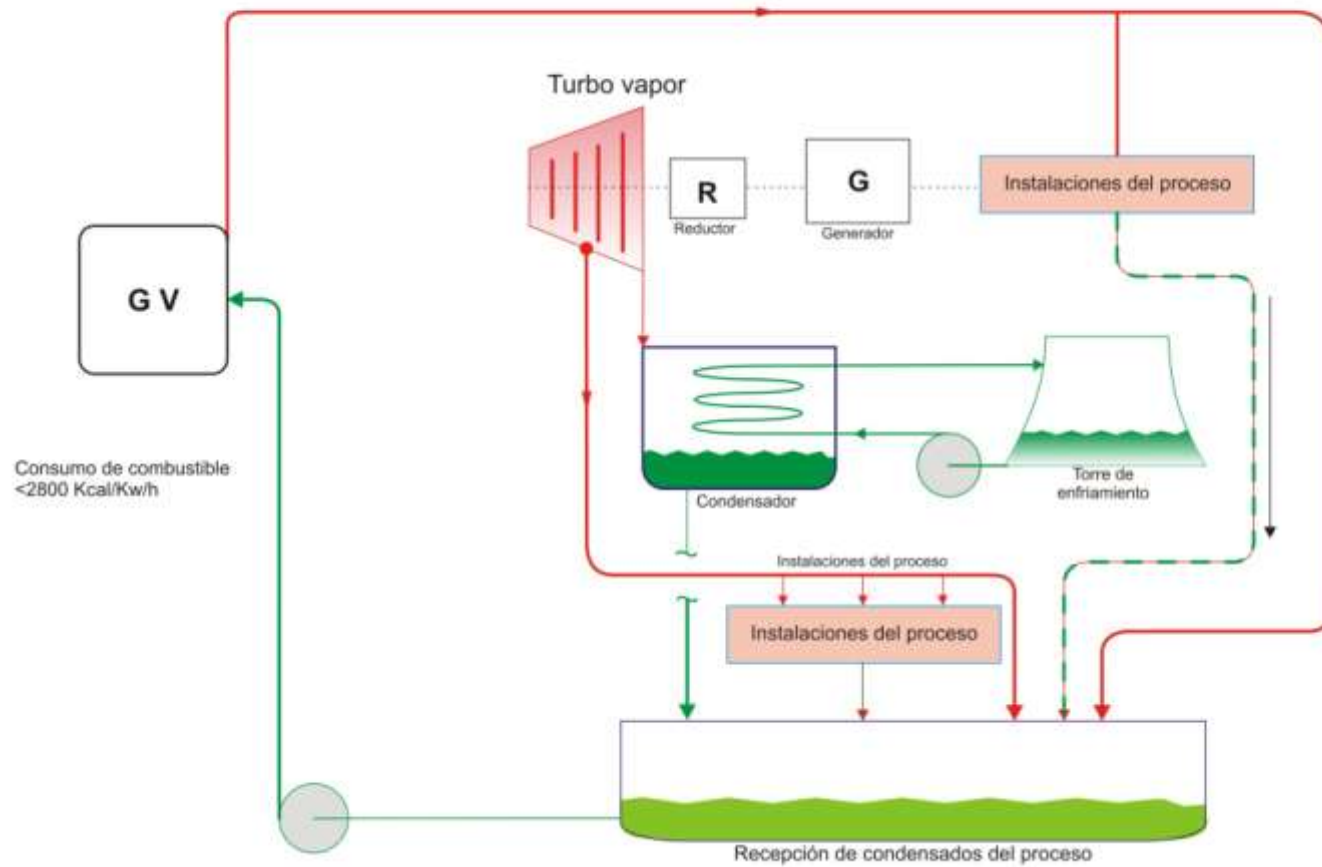 Turbo vapor
R
Reductor
G
Generador
Instalaciones del proceso
G V
Consumo de combustible
<2800 Kcal/Kw/h
Condensador
Torre de
enfriamiento
Instalaciones del proceso
Instalaciones del proceso
Recepción de condensados del proceso